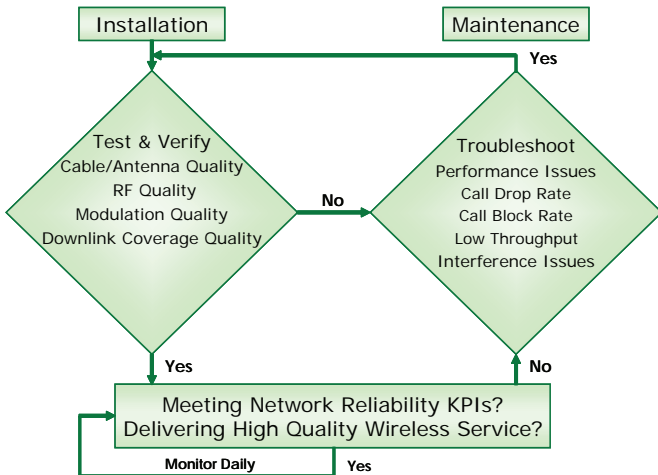 Installation
Maintenance
Yes
Test & Verify
Cable/Antenna Quality
RF Quality
Modulation Quality
Downlink Coverage Quality
No
Troubleshoot
Performance Issues
Call Drop Rate
Call Block Rate
Low Throughput
Interference Issues
Yes
No
Meeting Network Reliability KPIs?
Delivering High Quality Wireless Service?
Monitor Daily
Yes